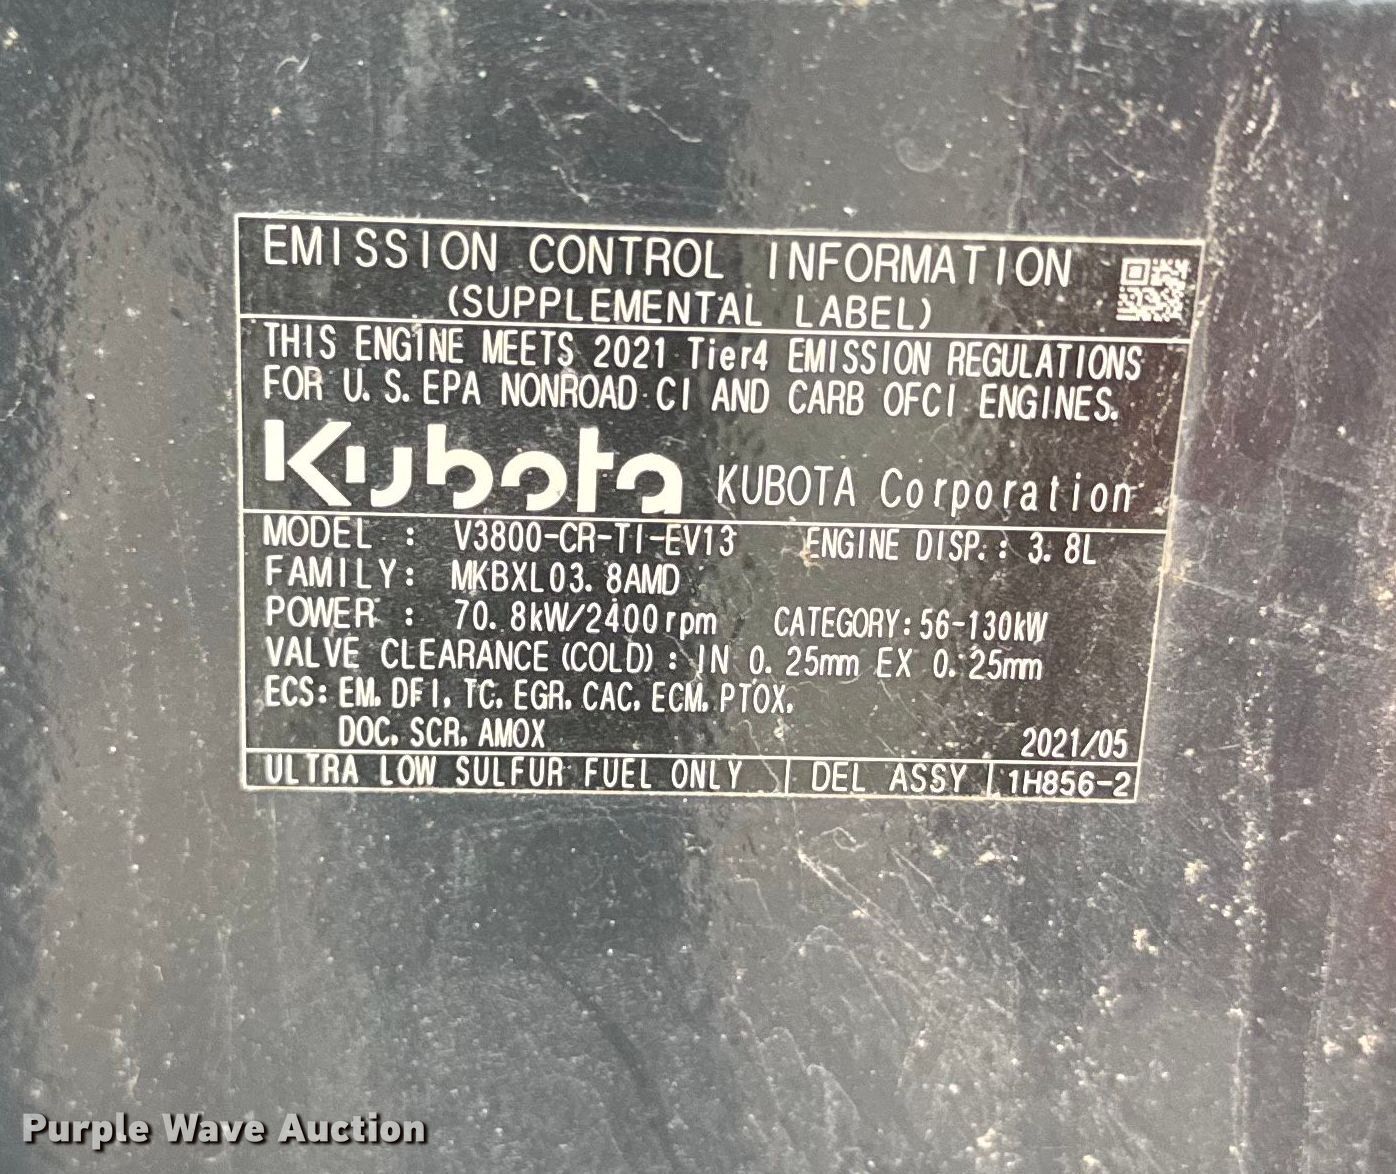 EMISSION CONTROL INFORMATION
(SUPPLEMENTAL LABEL)
THIS ENGINE MEETS 2021 Tier4 EMISSION REGULATIONS
FOR U.S.EPA NONROAD CI AND CARB OFCI ENGINES.
Kubota KUBOTA Corporation
MODEL : V3800-CR-TI-EV13 ENGINE DISP.: 3.8L
FAMILY: MKBXL03.8AMD
POWER : 70.8kW/2400rpm CATEGORY:56-130kW
VALVE CLEARANCE(COLD): IN 0.25mm EX 0.25mm
ECS: EM, DFI, TC, EGR, CAC, ECM, PTOX,
DOC, SCR, AMOX 2021/05
ULTRA LOW SULFUR FUEL ONLY DEL ASSY 1H856-2
Purple Wave Auction